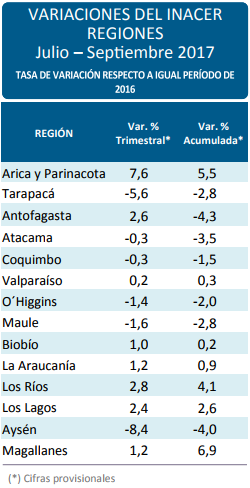 VARIACIONES DEL INACER
REGIONES
Julio – Septiembre 2017
TASA DE VARIACIÓN RESPECTO A IGUAL PERÍODO DE
2016
REGIÓN Var. % Trimestral* Var. % Acumulada*
Arica y Parinacota 7,6 5,5
Tarapacá -5,6 -2,8
Antofagasta 2,6 -4,3
Atacama -0,3 -3,5
Coquimbo -0,3 -1,5
Valparaíso 0,2 0,3
O´Higgins -1,4 -2,0
Maule -1,6 -2,8
Biobío 1,0 0,2
La Araucanía 1,2 0,9
Los Ríos 2,8 4,1
Los Lagos 2,4 2,6
Aysén -8,4 -4,0
Magallanes 1,2 6,9
(*) Cifras provisionales